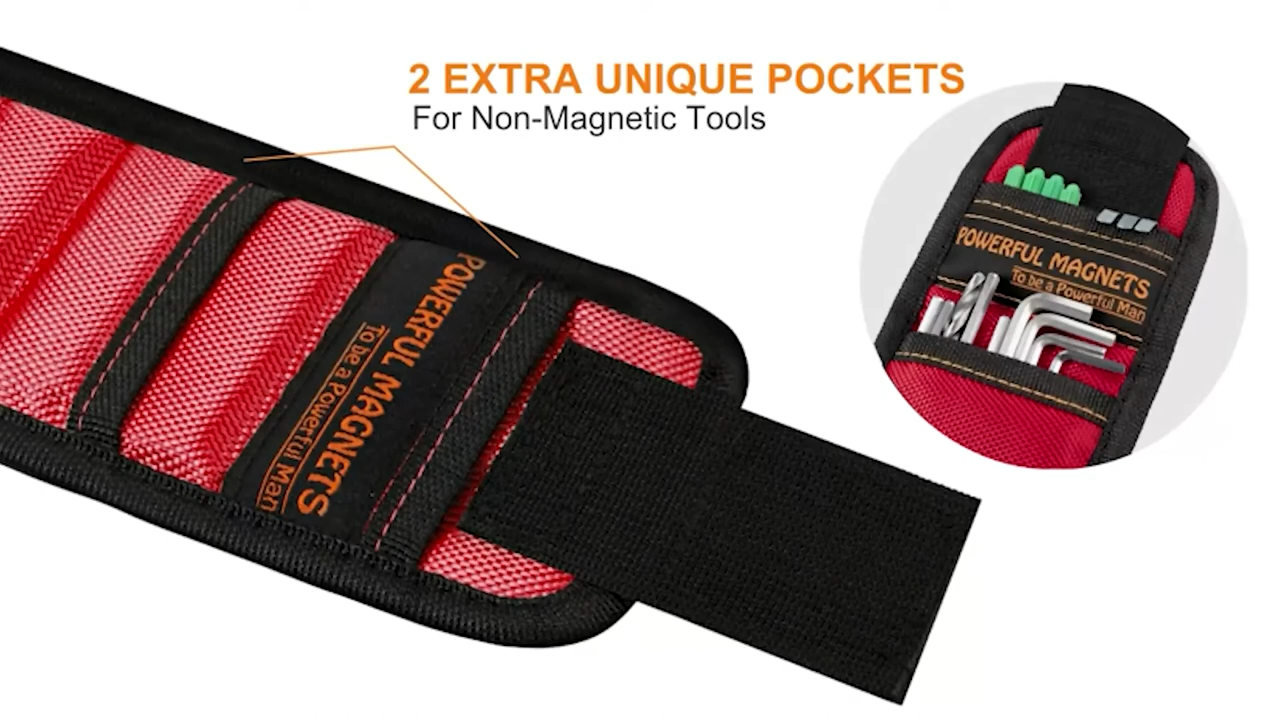 2 EXTRA UNIQUE POCKETS
For Non-Magnetic Tools
POWERFUL MAGNETS
To be a Powerful Man
POWERFUL MAGNETS
To be a Powerful Man